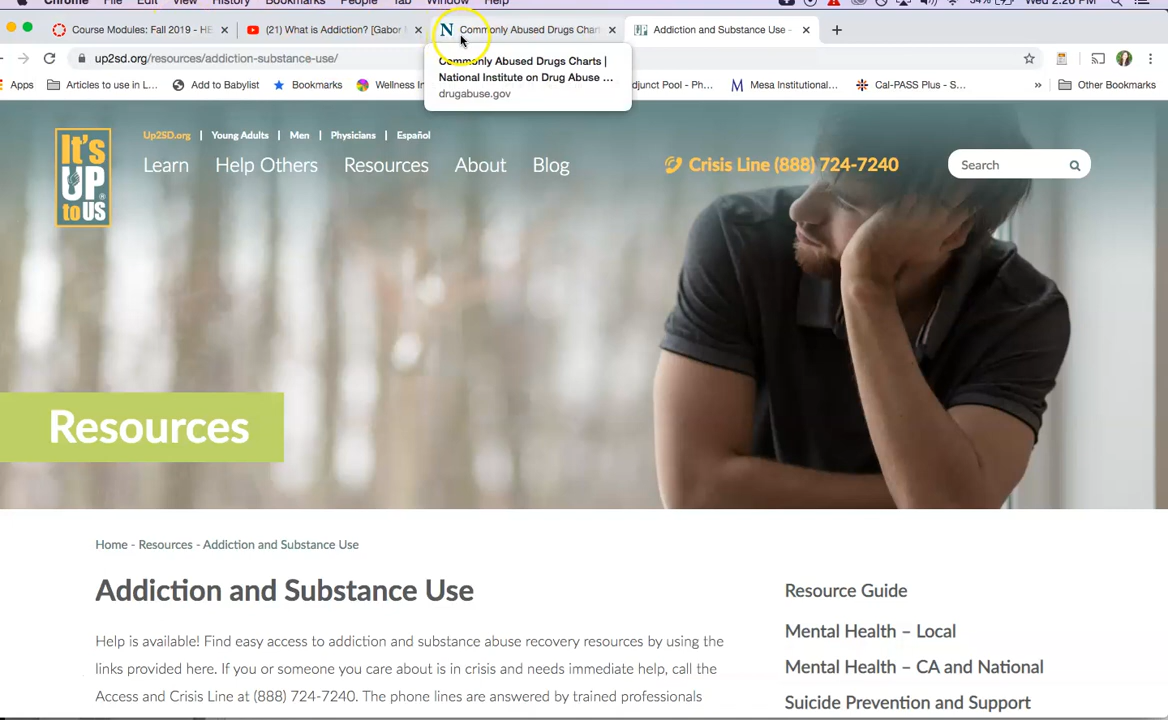 Chrome File Edit View History Bookmarks People Tab Window Help 54% Wed 2:26 PM
Course Modules: Fall 2019 - HE
(21) What is Addiction? [Gabor
Commonly Abused Drugs Chart
Addiction and Substance Use -
up2sd.org/resources/addiction-substance-use/
Commonly Abused Drugs Charts |
National Institute on Drug Abuse ...
drugabuse.gov
Apps Articles to use in L... Add to Babylist Bookmarks Wellness In djunct Pool - Ph... Mesa Institutional... Cal-PASS Plus - S... » Other Bookmarks
It's UP to US
Up2SD.org | Young Adults | Men | Physicians | Español
Learn Help Others Resources About Blog
Crisis Line (888) 724-7240
Search
Resources
Home - Resources - Addiction and Substance Use
Addiction and Substance Use
Help is available! Find easy access to addiction and substance abuse recovery resources by using the
links provided here. If you or someone you care about is in crisis and needs immediate help, call the
Access and Crisis Line at (888) 724-7240. The phone lines are answered by trained professionals
Resource Guide
Mental Health – Local
Mental Health – CA and National
Suicide Prevention and Support